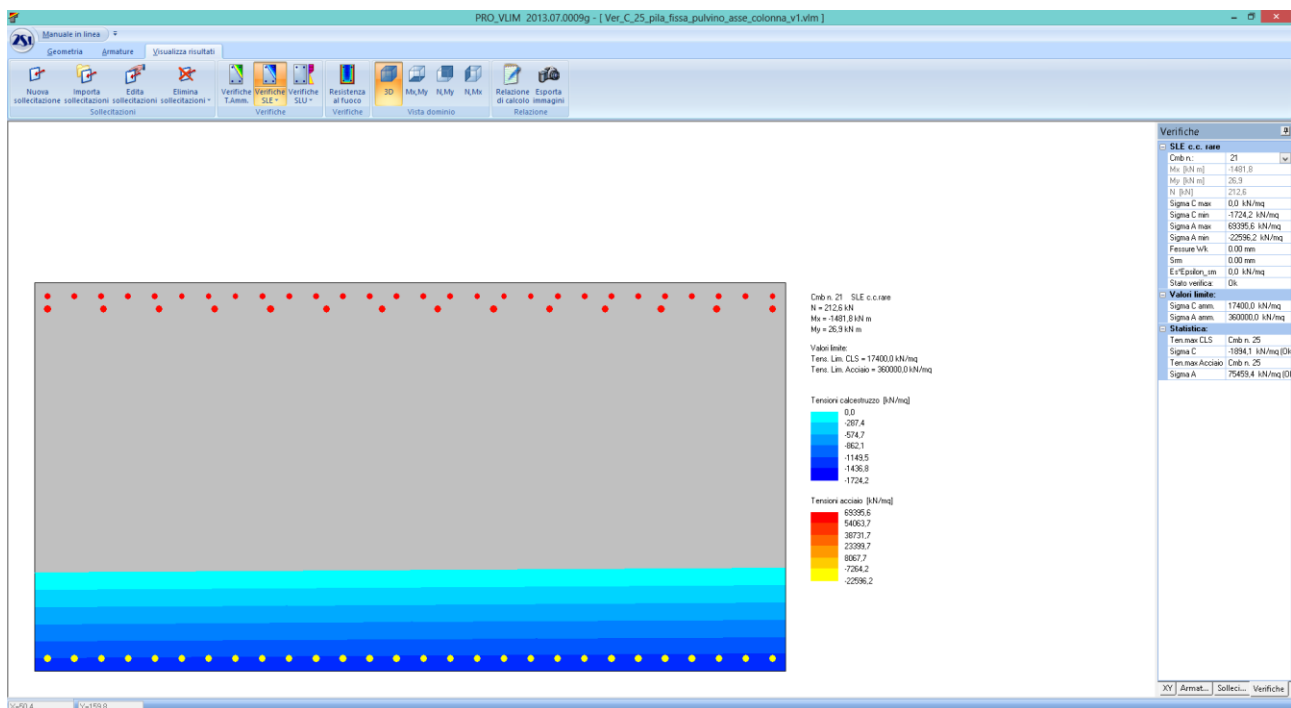 PRO_VLIM 2013.07.0009g - [ Ver_C_25_pila_fissa_pulvino_asse_colonna_v1.vlm ]
2SI
Manuale in linea
Geometria Armature Visualizza risultati
Nuova sollecitazione
Importa sollecitazioni
Edita sollecitazioni
Elimina sollecitazioni
Verifiche T.Amm.
Verifiche SLE
Verifiche SLU
Resistenza al fuoco
3D
Mx,My
N,My
N,Mx
Relazione di calcolo
Esporta immagini
Sollecitazioni
Verifiche
Verifiche
Vista dominio
Relazione
Cmb n. 21 SLE c.c.rare
N = 212,6 kN
Mx = -1481,8 kN m
My = 26,9 kN m
Valori limite:
Tens. Lim. CLS = 17400,0 kN/mq
Tens. Lim. Acciaio = 360000,0 kN/mq
Tensioni calcestruzzo [kN/mq]
0,0
-287,4
-574,7
-862,1
-1149,5
-1436,8
-1724,2
Tensioni acciaio [kN/mq]
69395,6
54063,7
38731,7
23399,7
8067,7
-7264,2
-22596,2
Verifiche
SLE c.c. rare
Cmb n.: 21
Mx [kN m] -1481,8
My [kN m] 26,9
N [kN] 212,6
Sigma C max 0,0 kN/mq
Sigma C min -1724,2 kN/mq
Sigma A max 69395,6 kN/mq
Sigma A min -22596,2 kN/mq
Fessure Wk 0.00 mm
Srm 0.00 mm
Es*Epsilon_sm 0,0 kN/mq
Stato verifica: Ok
Valori limite:
Sigma C amm. 17400,0 kN/mq
Sigma A amm. 360000,0 kN/mq
Statistica:
Ten.max CLS Cmb n. 25
Sigma C -1894,1 kN/mq (Ok
Ten.max Acciaio Cmb n. 25
Sigma A 75459,4 kN/mq (O
XY Armat... Solleci... Verifiche
Y=159,8